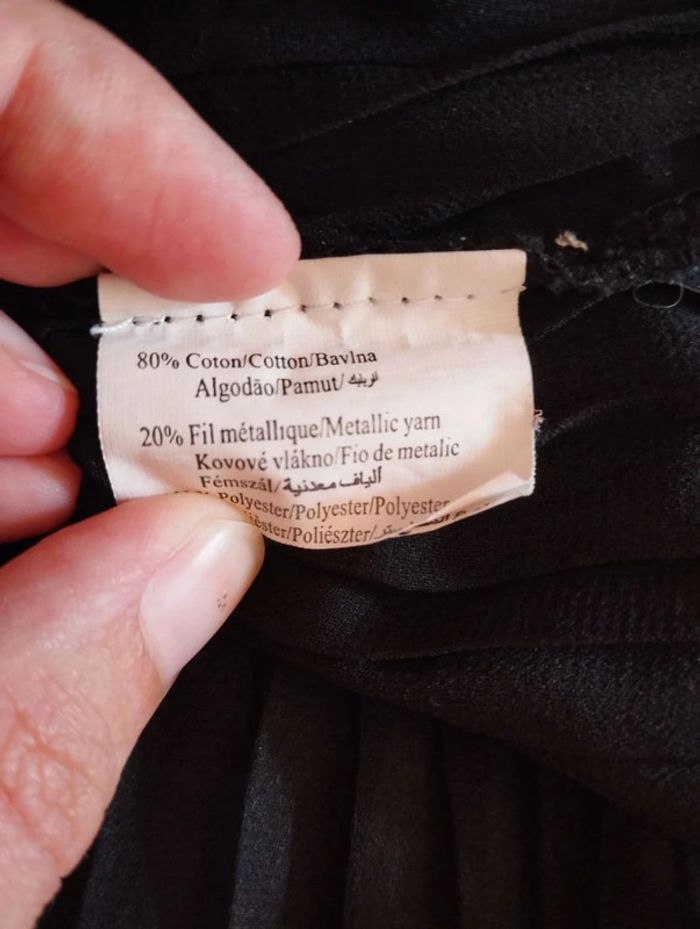 80% Coton/Cotton/Bavlna
Algodão/Pamut/
20% Fil métallique/Metallic yarn
Kovové vlákno/Fio de metalic
Fémszál/ألياف معدنية
% Polyester/Polyester/Polyester
/Poliészter/